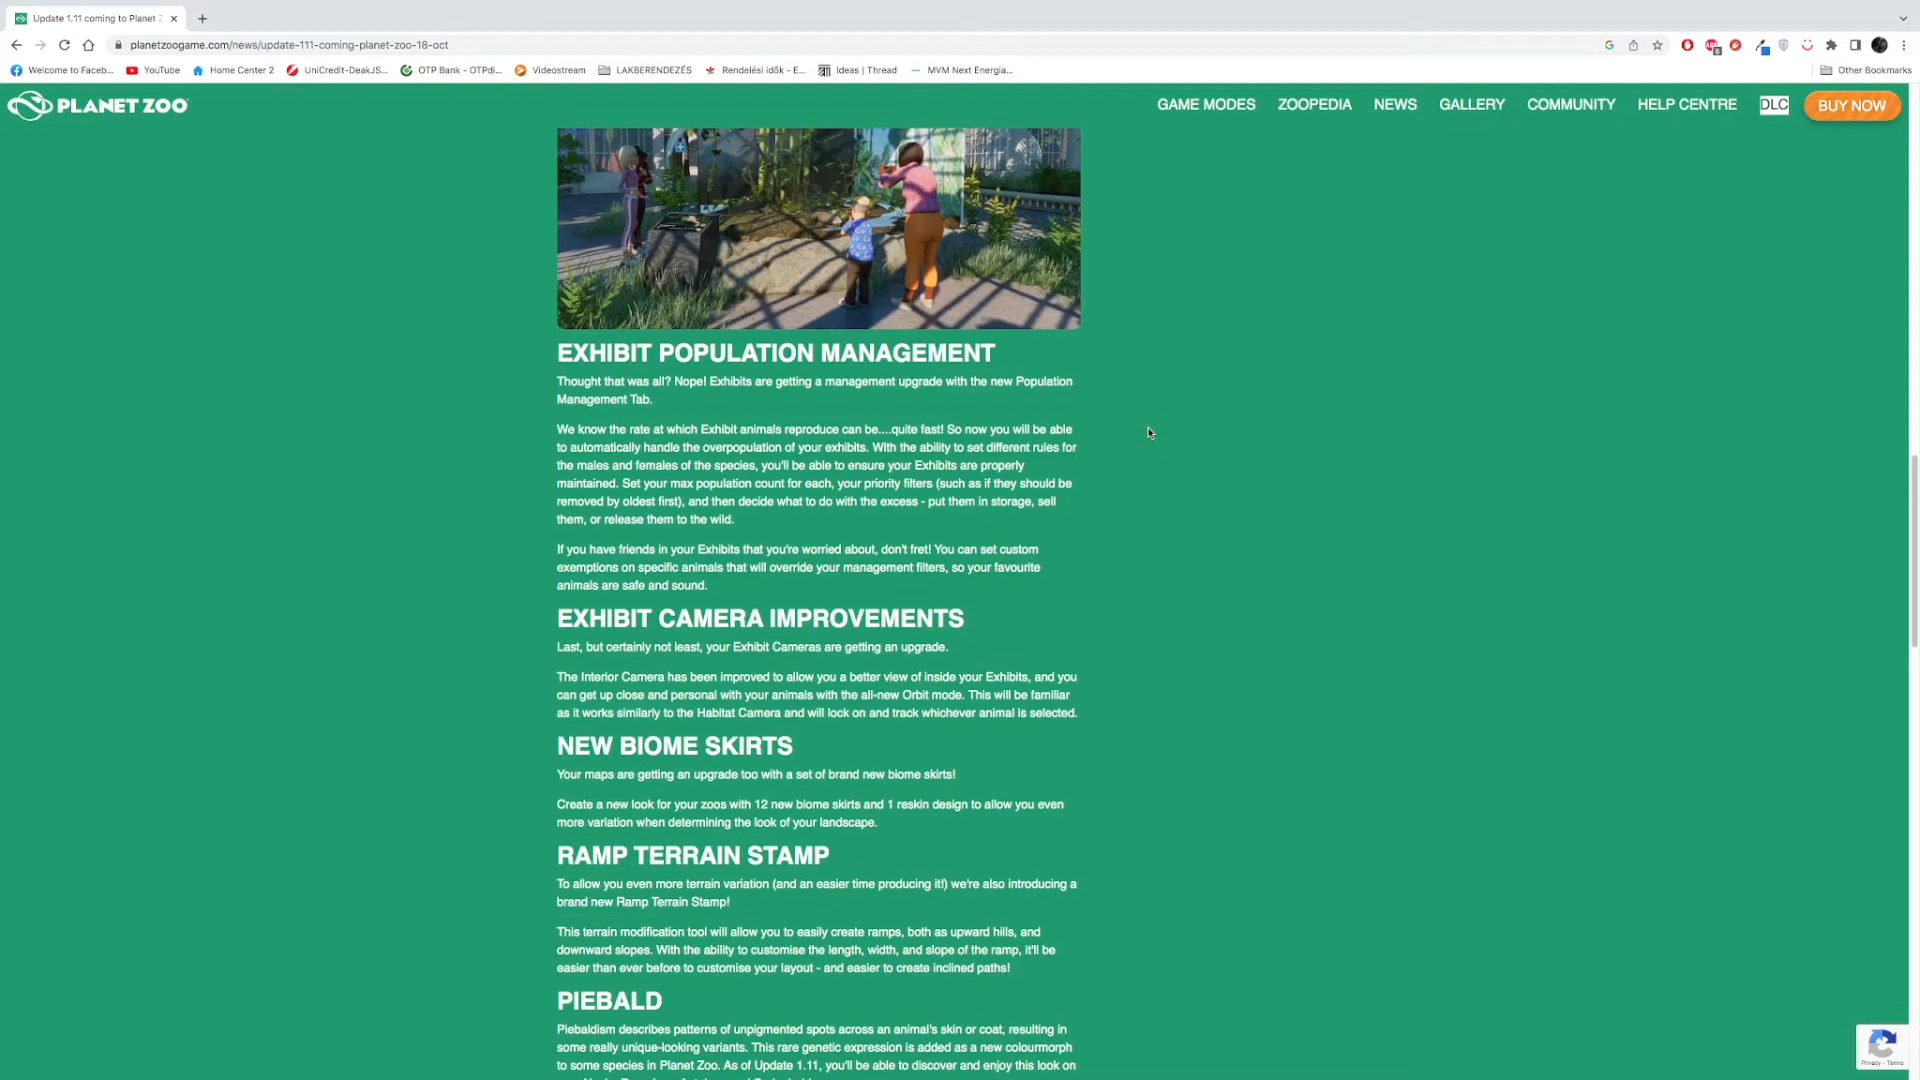 Update 1.11 coming to Planet Z
planetzoogame.com/news/update-111-coming-planet-zoo-18-oct
Welcome to Faceb...
YouTube
Home Center 2
UniCredit-DeakJS...
OTP Bank - OTPdi...
Videostream
LAKBERENDEZÉS
Rendelési idők - E...
Ideas | Thread
MVM Next Energia...
Other Bookmarks
PLANET ZOO
GAME MODES
ZOOPEDIA
NEWS
GALLERY
COMMUNITY
HELP CENTRE
DLC
BUY NOW
EXHIBIT POPULATION MANAGEMENT
Thought that was all? Nope! Exhibits are getting a management upgrade with the new Population
Management Tab.
We know the rate at which Exhibit animals reproduce can be....quite fast! So now you will be able
to automatically handle the overpopulation of your exhibits. With the ability to set different rules for
the males and females of the species, you'll be able to ensure your Exhibits are properly
maintained. Set your max population count for each, your priority filters (such as if they should be
removed by oldest first), and then decide what to do with the excess - put them in storage, sell
them, or release them to the wild.
If you have friends in your Exhibits that you're worried about, don't fret! You can set custom
exemptions on specific animals that will override your management filters, so your favourite
animals are safe and sound.
EXHIBIT CAMERA IMPROVEMENTS
Last, but certainly not least, your Exhibit Cameras are getting an upgrade.
The Interior Camera has been improved to allow you a better view of inside your Exhibits, and you
can get up close and personal with your animals with the all-new Orbit mode. This will be familiar
as it works similarly to the Habitat Camera and will lock on and track whichever animal is selected.
NEW BIOME SKIRTS
Your maps are getting an upgrade too with a set of brand new biome skirts!
Create a new look for your zoos with 12 new biome skirts and 1 reskin design to allow you even
more variation when determining the look of your landscape.
RAMP TERRAIN STAMP
To allow you even more terrain variation (and an easier time producing it!) we're also introducing a
brand new Ramp Terrain Stamp!
This terrain modification tool will allow you to easily create ramps, both as upward hills, and
downward slopes. With the ability to customise the length, width, and slope of the ramp, it'll be
easier than ever before to customise your layout - and easier to create inclined paths!
PIEBALD
Piebaldism describes patterns of unpigmented spots across an animal's skin or coat, resulting in
some really unique-looking variants. This rare genetic expression is added as a new colourmorph
to some species in Planet Zoo. As of Update 1.11, you'll be able to discover and enjoy this look on
Privacy - Terms